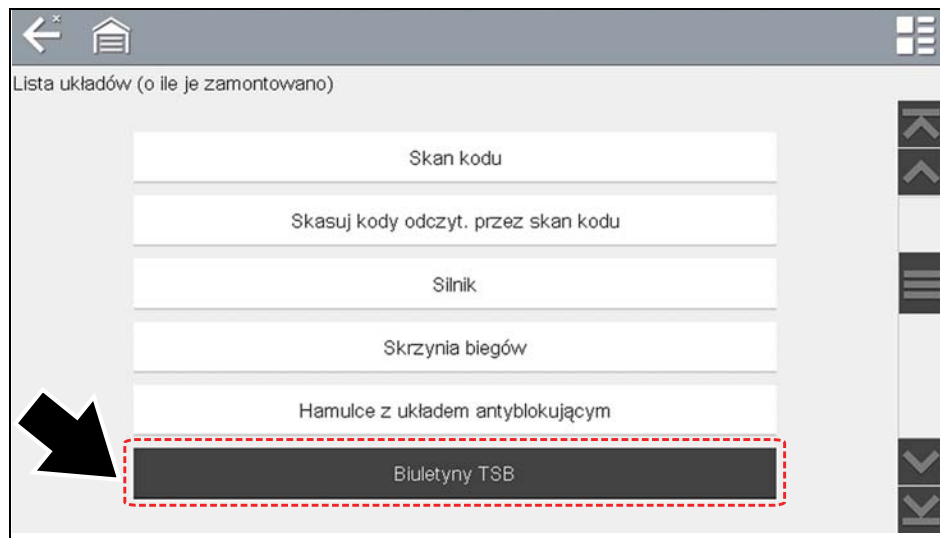 Lista układów (o ile je zamontowano)
Skan kodu
Skasuj kody odczyt. przez skan kodu
Silnik
Skrzynia biegów
Hamulce z układem antyblokującym
Biuletyny TSB